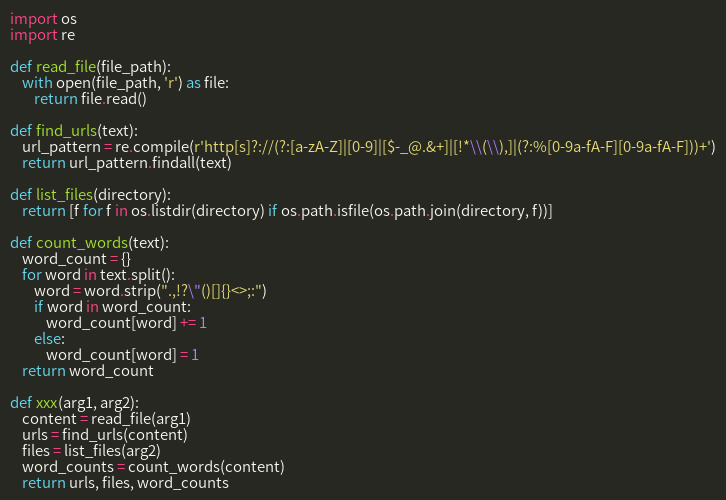 import os
import re

def read_file(file_path):
    with open(file_path, 'r') as file:
        return file.read()

def find_urls(text):
    url_pattern = re.compile(r'http[s]?://(?:[a-zA-Z]|[0-9]|[$-_@.&+]|[!*\\(\\),]|(?:%[0-9a-fA-F][0-9a-fA-F]))+')
    return url_pattern.findall(text)

def list_files(directory):
    return [f for f in os.listdir(directory) if os.path.isfile(os.path.join(directory, f))]

def count_words(text):
    word_count = {}
    for word in text.split():
        word = word.strip(".,!?\"()[]{}<>;:")
        if word in word_count:
            word_count[word] += 1
        else:
            word_count[word] = 1
    return word_count

def xxx(arg1, arg2):
    content = read_file(arg1)
    urls = find_urls(content)
    files = list_files(arg2)
    word_counts = count_words(content)
    return urls, files, word_counts